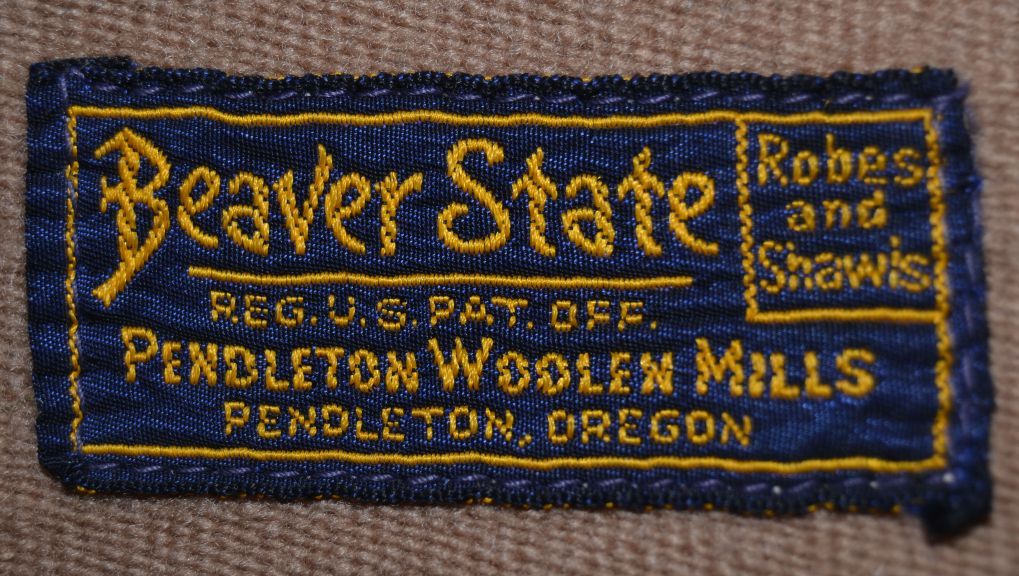 Beaver State
Robes
and
Shawls
REG. U.S. PAT. OFF.
PENDLETON WOOLEN MILLS
PENDLETON, OREGON